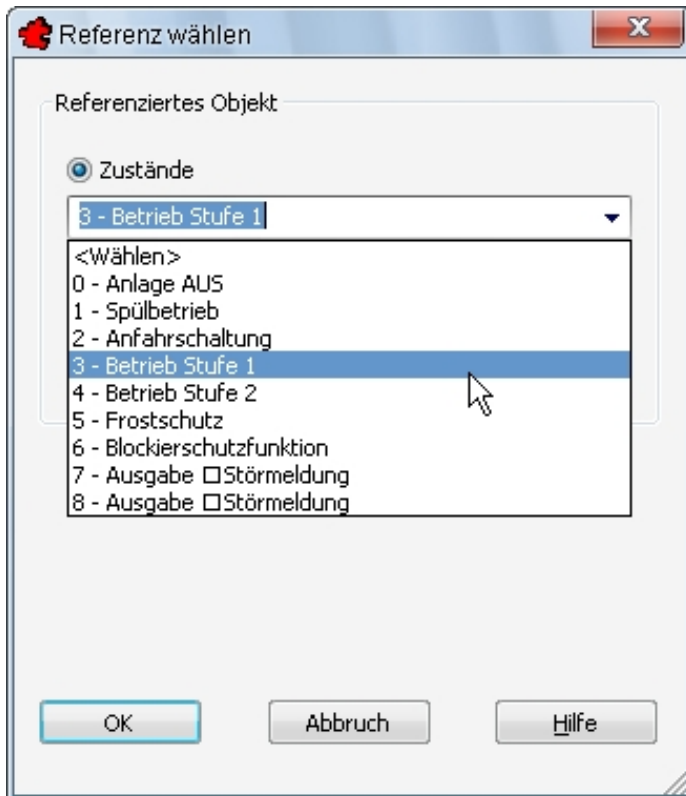 Referenz wählen
Referenziertes Objekt
Zustände
3 - Betrieb Stufe 1
<Wählen>
0 - Anlage AUS
1 - Spülbetrieb
2 - Anfahrschaltung
3 - Betrieb Stufe 1
4 - Betrieb Stufe 2
5 - Frostschutz
6 - Blockierschutzfunktion
7 - Ausgabe □Störmeldung
8 - Ausgabe □Störmeldung
OK Abbruch Hilfe